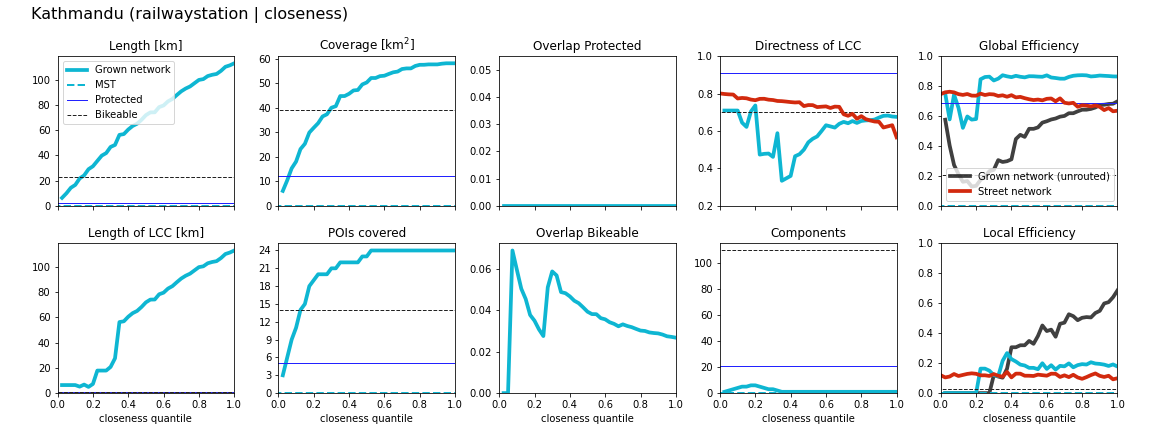 Kathmandu (railwaystation | closeness)
Length [km]
Coverage [km²]
Overlap Protected
Directness of LCC
Global Efficiency
100
80
60
40
20
0
Grown network
MST
Protected
Bikeable
60
50
40
30
20
10
0
0.05
0.04
0.03
0.02
0.01
0.00
1.0
0.8
0.6
0.4
0.2
1.0
0.8
0.6
0.4
0.2
0.0
Grown network (unrouted)
Street network
Length of LCC [km]
POIs covered
Overlap Bikeable
Components
Local Efficiency
100
80
60
40
20
0
24
21
18
15
12
9
6
3
0
0.06
0.04
0.02
0.00
100
80
60
40
20
0
1.0
0.8
0.6
0.4
0.2
0.0
0.0 0.2 0.4 0.6 0.8 1.0
0.0 0.2 0.4 0.6 0.8 1.0
0.0 0.2 0.4 0.6 0.8 1.0
0.0 0.2 0.4 0.6 0.8 1.0
0.0 0.2 0.4 0.6 0.8 1.0
closeness quantile
closeness quantile
closeness quantile
closeness quantile
closeness quantile